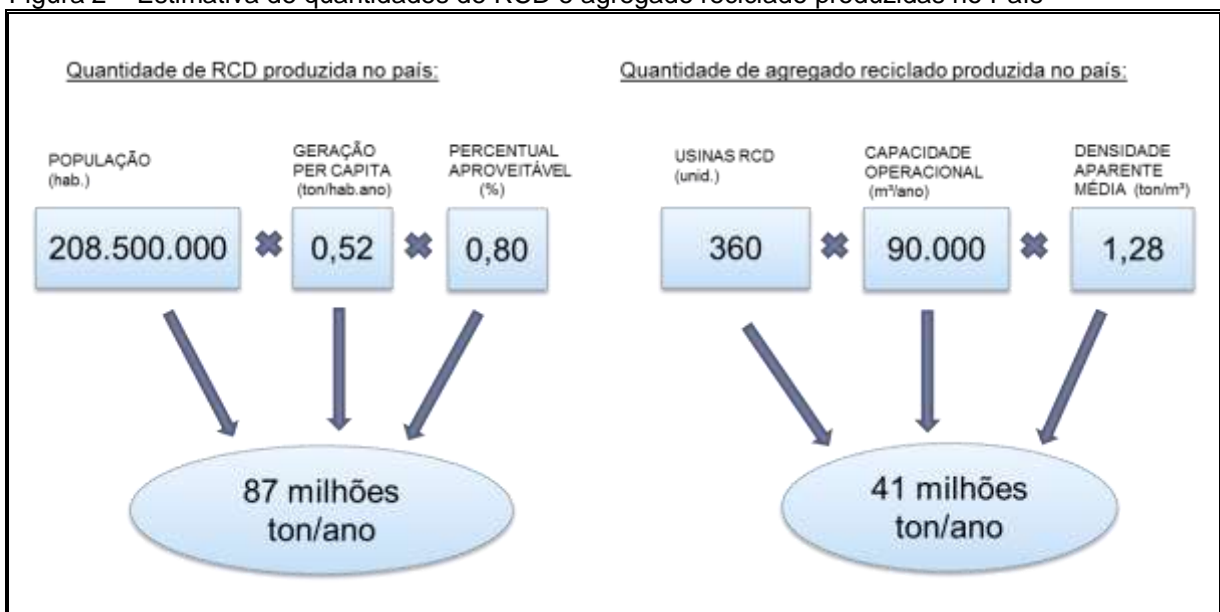 Figura 2 – Estimativa de quantidades de RCD e agregado reciclado produzidas no País
Quantidade de RCD produzida no país:
POPULAÇÃO
(hab.)
GERAÇÃO
PER CAPITA
(ton/hab.ano)
PERCENTUAL
APROVEITÁVEL
(%)
208.500.000
0,52
0,80
87 milhões
ton/ano
Quantidade de agregado reciclado produzida no país:
USINAS RCD
(unid.)
CAPACIDADE
OPERACIONAL
(m³/ano)
DENSIDADE
APARENTE
MÉDIA (ton/m³)
360
90.000
1,28
41 milhões
ton/ano